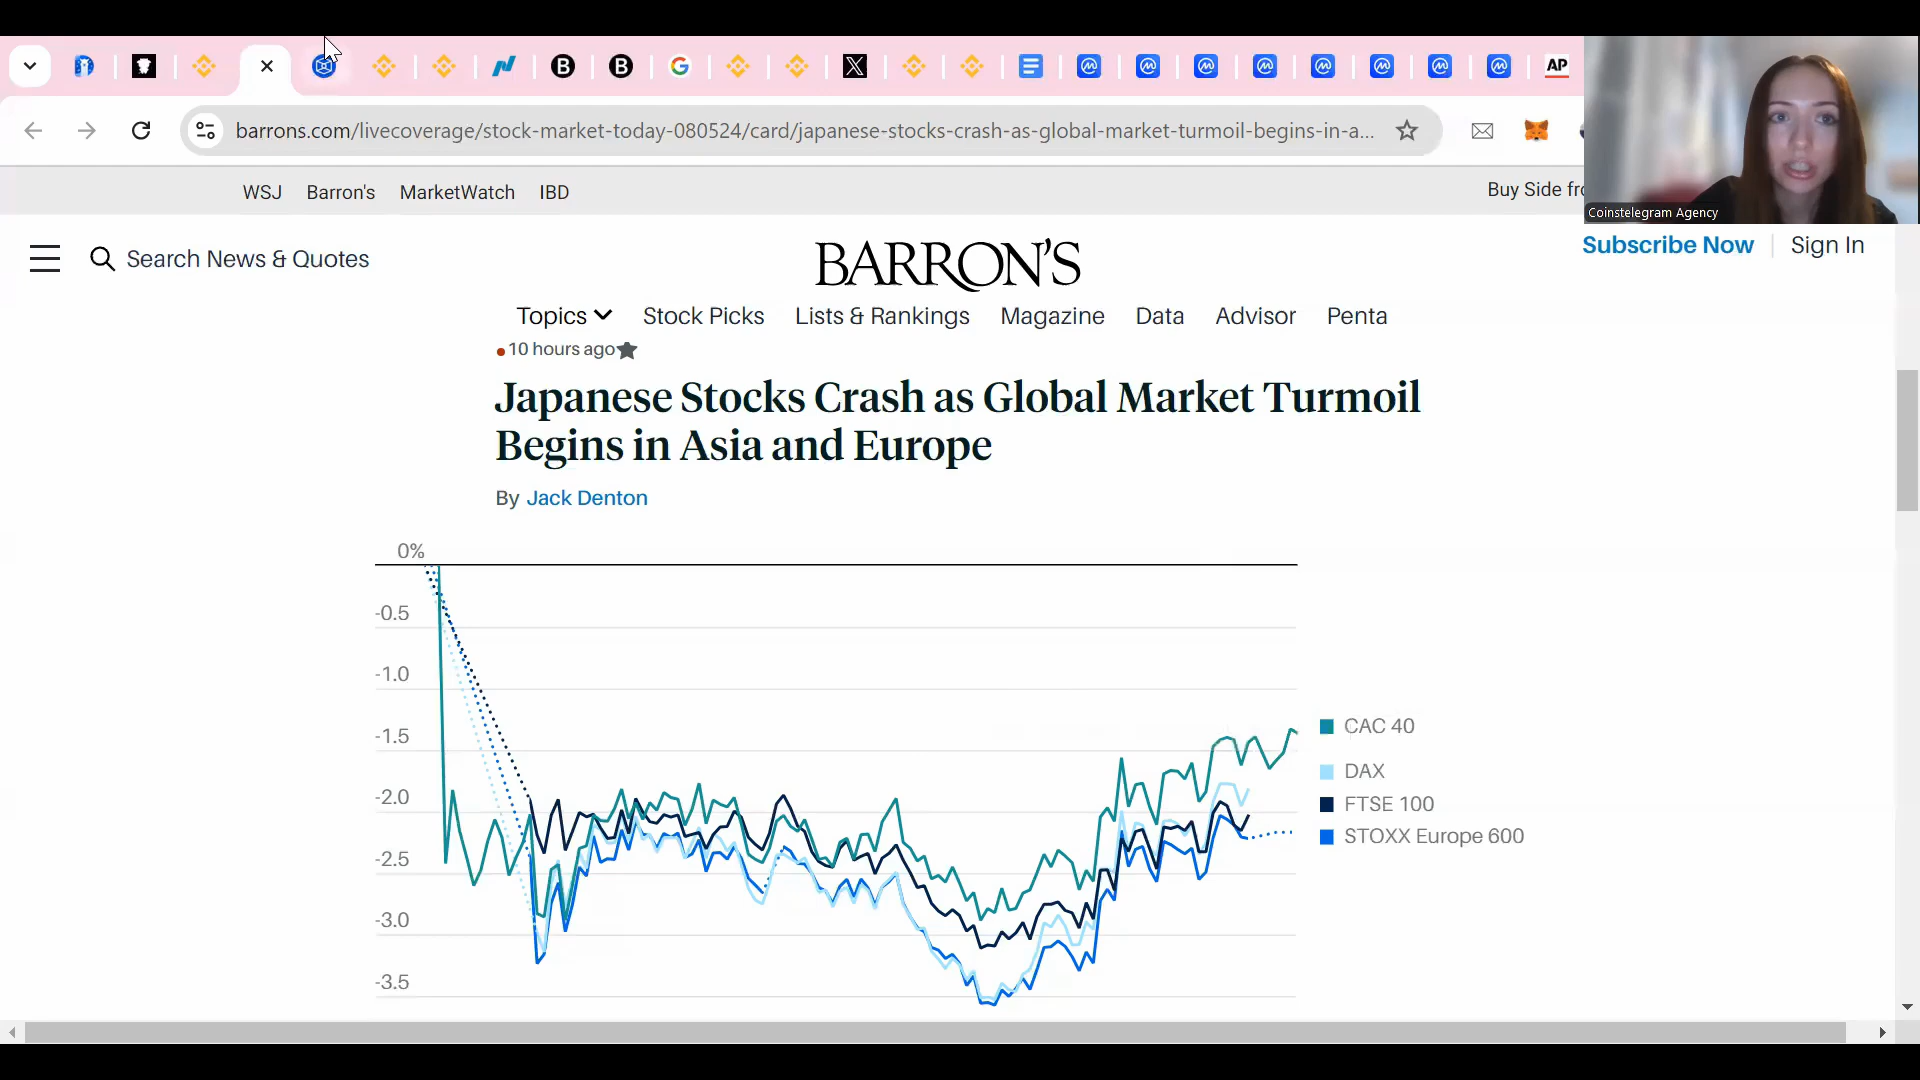 AP
barrons.com/livecoverage/stock-market-today-080524/card/japanese-stocks-crash-as-global-market-turmoil-begins-in-a...
Coinstelegram Agency
WSJ Barron's MarketWatch IBD
Buy Side fr
Search News & Quotes
BARRON'S
Subscribe Now Sign In
Topics Stock Picks Lists & Rankings Magazine Data Advisor Penta
10 hours ago
Japanese Stocks Crash as Global Market Turmoil
Begins in Asia and Europe
By Jack Denton
0%
-0.5
-1.0
-1.5
-2.0
-2.5
-3.0
-3.5
CAC 40
DAX
FTSE 100
STOXX Europe 600